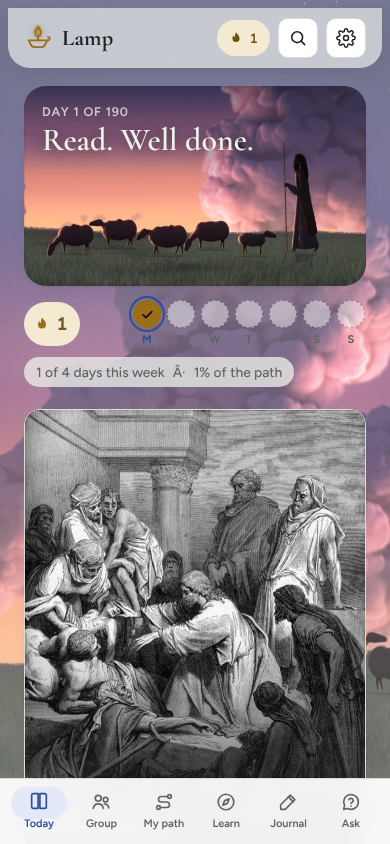 Lamp
1
DAY 1 OF 190
Read. Well done.
1
M T W T F S S
1 of 4 days this week Â· 1% of the path
Today Group My path Learn Journal Ask